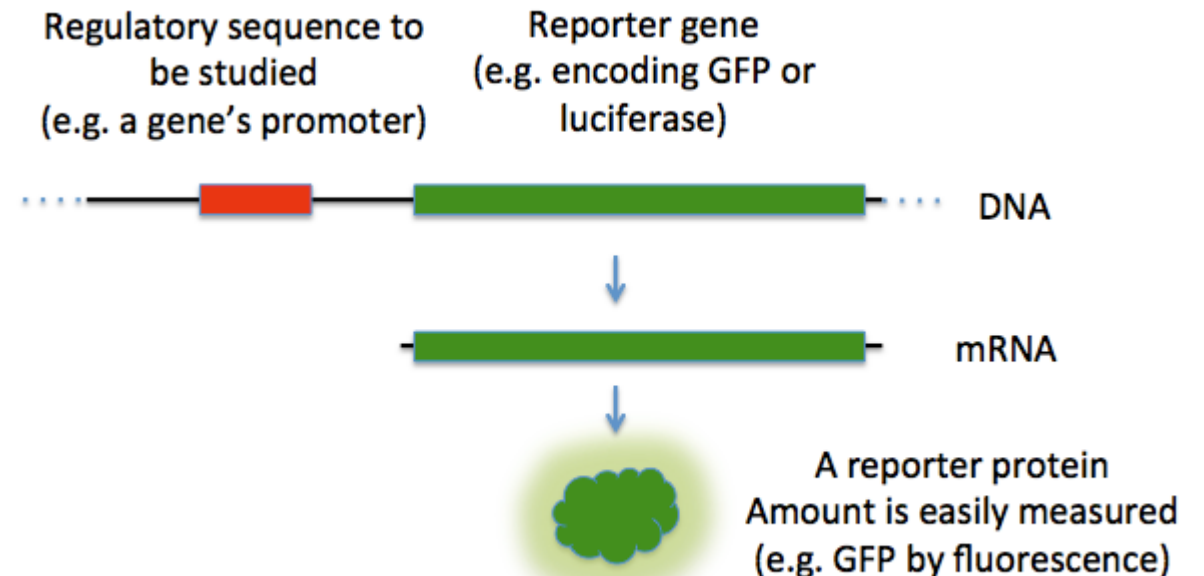 Regulatory sequence to
be studied
(e.g. a gene’s promoter)
Reporter gene
(e.g. encoding GFP or
luciferase)
DNA
mRNA
A reporter protein
Amount is easily measured
(e.g. GFP by fluorescence)